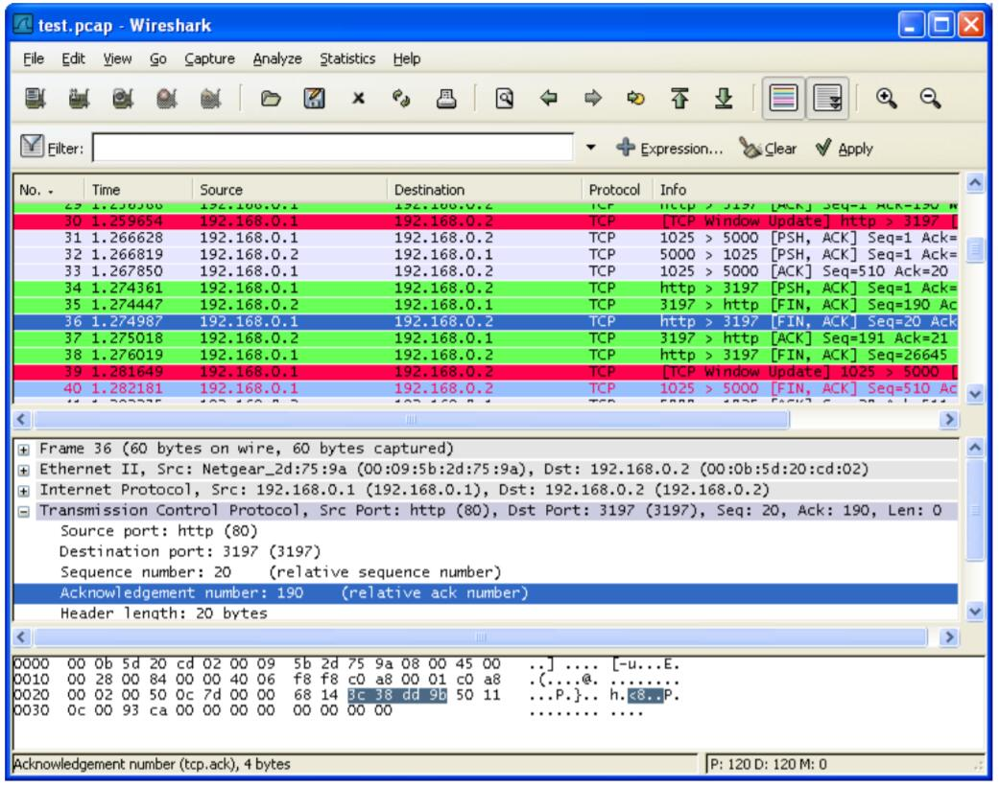 test.pcap - Wireshark
File Edit View Go Capture Analyze Statistics Help
Filter: Expression... Clear Apply
No. Time Source Destination Protocol Info
29 1.256588 192.168.0.1 192.168.0.2 TCP http > 3197 [ACK] Seq=1 Ack=190
30 1.259654 192.168.0.1 192.168.0.2 TCP [TCP Window Update] http > 3197 [
31 1.266628 192.168.0.1 192.168.0.2 TCP 1025 > 5000 [PSH, ACK] Seq=1 Ack=
32 1.266819 192.168.0.2 192.168.0.1 TCP 5000 > 1025 [PSH, ACK] Seq=1 Ack=
33 1.267850 192.168.0.1 192.168.0.2 TCP 1025 > 5000 [ACK] Seq=510 Ack=20
34 1.274361 192.168.0.1 192.168.0.2 TCP http > 3197 [PSH, ACK] Seq=1 Ack=
35 1.274447 192.168.0.2 192.168.0.1 TCP 3197 > http [FIN, ACK] Seq=190 Ac
36 1.274987 192.168.0.1 192.168.0.2 TCP http > 3197 [FIN, ACK] Seq=20 Ack
37 1.275018 192.168.0.2 192.168.0.1 TCP 3197 > http [ACK] Seq=191 Ack=21
38 1.276019 192.168.0.1 192.168.0.2 TCP http > 3197 [FIN, ACK] Seq=26645
39 1.281649 192.168.0.1 192.168.0.2 TCP [TCP Window Update] 1025 > 5000 [
40 1.282181 192.168.0.1 192.168.0.2 TCP 1025 > 5000 [FIN, ACK] Seq=510 Ac
Frame 36 (60 bytes on wire, 60 bytes captured)
Ethernet II, Src: Netgear_2d:75:9a (00:09:5b:2d:75:9a), Dst: 192.168.0.2 (00:0b:5d:20:cd:02)
Internet Protocol, Src: 192.168.0.1 (192.168.0.1), Dst: 192.168.0.2 (192.168.0.2)
Transmission Control Protocol, Src Port: http (80), Dst Port: 3197 (3197), Seq: 20, Ack: 190, Len: 0
Source port: http (80)
Destination port: 3197 (3197)
Sequence number: 20 (relative sequence number)
Acknowledgement number: 190 (relative ack number)
Header length: 20 bytes
0000 00 0b 5d 20 cd 02 00 09 5b 2d 75 9a 08 00 45 00 ..] .... [-u...E.
0010 00 28 00 84 00 00 40 06 f8 f8 c0 a8 00 01 c0 a8 .(....@. ........
0020 00 02 00 50 0c 7d 00 00 68 14 3c 38 dd 9b 50 11 ...P.}.. h.<8..P.
0030 0c 00 93 ca 00 00 00 00 00 00 00 00 ........ ....
Acknowledgement number (tcp.ack), 4 bytes P: 120 D: 120 M: 0